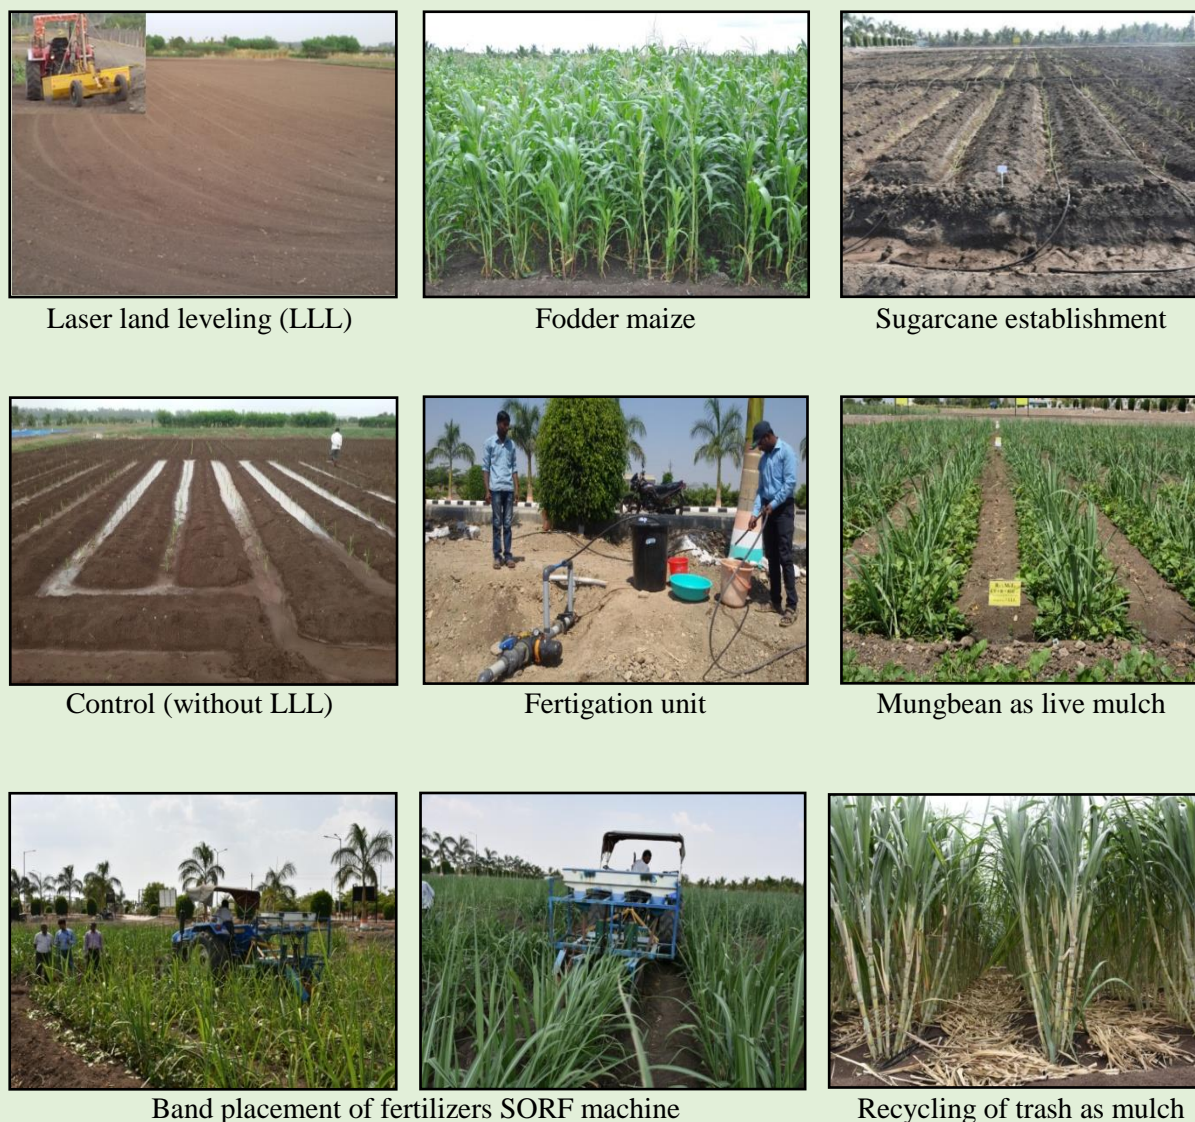 Laser land leveling (LLL)
Fodder maize
Sugarcane establishment
Control (without LLL)
Fertigation unit
Mungbean as live mulch
Band placement of fertilizers SORF machine
Recycling of trash as mulch